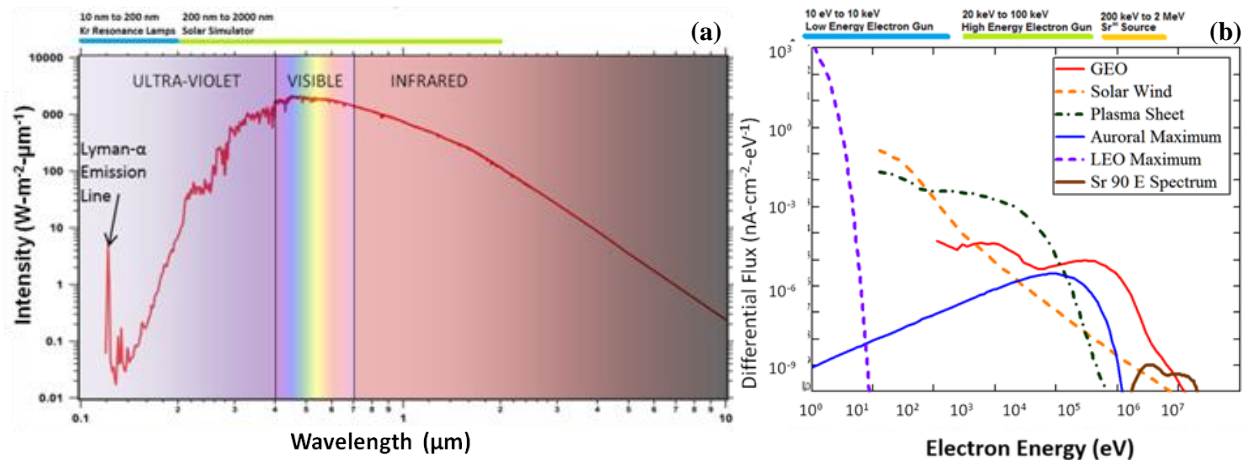 10 nm to 200 nm
Kr Resonance Lamps
200 nm to 2000 nm
Solar Simulator
(a)
ULTRA-VIOLET
VISIBLE
INFRARED
Lyman-α
Emission
Line
Intensity (W-m⁻²-μm⁻¹)
10000
000
100
10
1
0.1
0.01
0.1
2
3
4
5
6
7
8
9
1
2
3
4
5
6
7
8
9
10
Wavelength (μm)
10 eV to 10 keV
Low Energy Electron Gun
20 keV to 100 keV
High Energy Electron Gun
200 keV to 2 MeV
Source
(b)
GEO
Solar Wind
Plasma Sheet
Auroral Maximum
LEO Maximum
Sr 90 E Spectrum
Differential Flux (nA-cm⁻²-eV⁻¹)
10³
10⁰
10⁻³
10⁻⁶
10⁻⁹
10⁰
10¹
10²
10³
10⁴
10⁵
10⁶
10⁷
Electron Energy (eV)